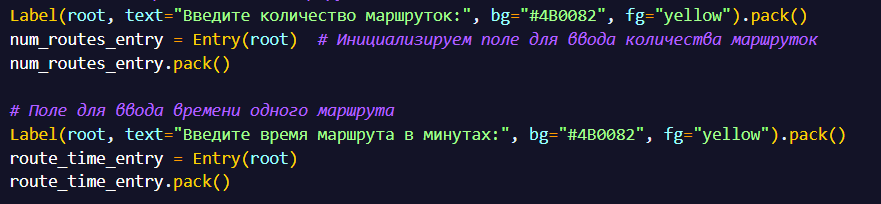 Label(root, text="Введите количество маршруток:", bg="#4B0082", fg="yellow").pack()
num_routes_entry = Entry(root)  # Инициализируем поле для ввода количества маршруток
num_routes_entry.pack()
# Поле для ввода времени одного маршрута
Label(root, text="Введите время маршрута в минутах:", bg="#4B0082", fg="yellow").pack()
route_time_entry = Entry(root)
route_time_entry.pack()